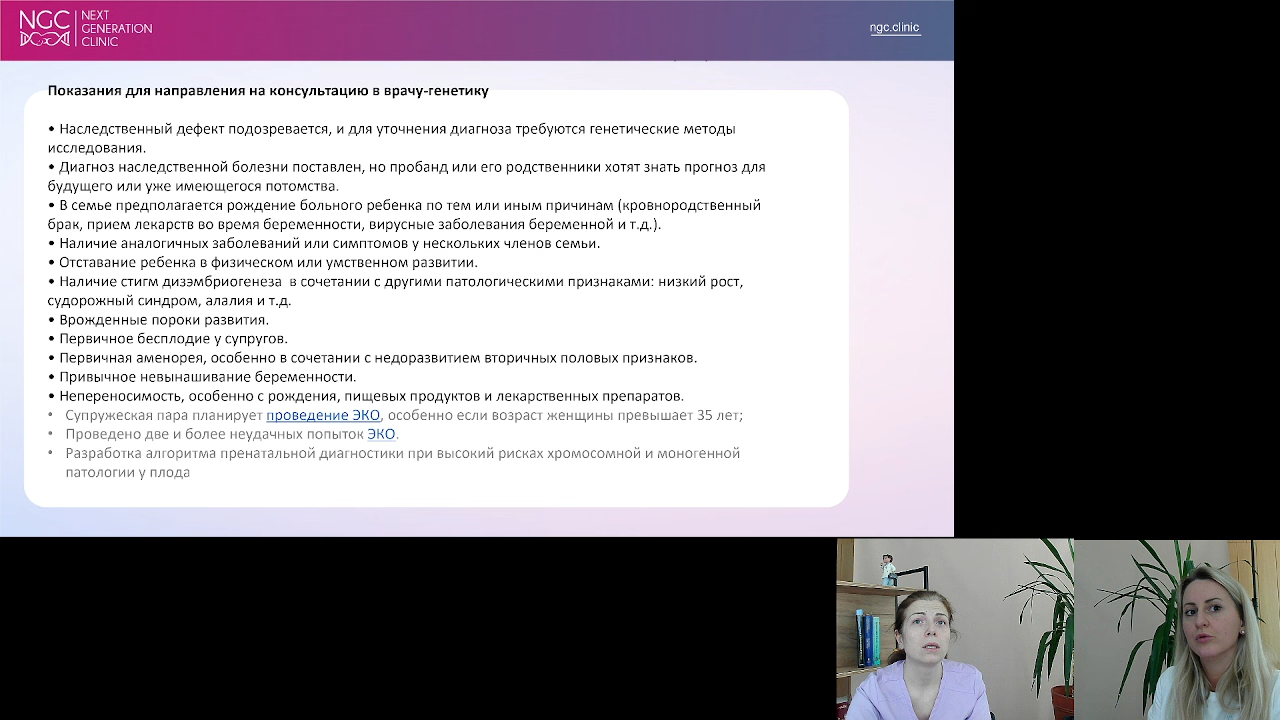 NGC
NEXT
GENERATION
CLINIC
ngc.clinic
Показания для направления на консультацию в врачу-генетику
• Наследственный дефект подозревается, и для уточнения диагноза требуются генетические методы
исследования.
• Диагноз наследственной болезни поставлен, но пробанд или его родственники хотят знать прогноз для
будущего или уже имеющегося потомства.
• В семье предполагается рождение больного ребенка по тем или иным причинам (кровнородственный
брак, прием лекарств во время беременности, вирусные заболевания беременной и т.д.).
• Наличие аналогичных заболеваний или симптомов у нескольких членов семьи.
• Отставание ребенка в физическом или умственном развитии.
• Наличие стигм дизэмбриогенеза в сочетании с другими патологическими признаками: низкий рост,
судорожный синдром, алалия и т.д.
• Врожденные пороки развития.
• Первичное бесплодие у супругов.
• Первичная аменорея, особенно в сочетании с недоразвитием вторичных половых признаков.
• Привычное невынашивание беременности.
• Непереносимость, особенно с рождения, пищевых продуктов и лекарственных препаратов.
• Супружеская пара планирует проведение ЭКО, особенно если возраст женщины превышает 35 лет;
• Проведено две и более неудачных попыток ЭКО.
• Разработка алгоритма пренатальной диагностики при высокий рисках хромосомной и моногенной
патологии у плода